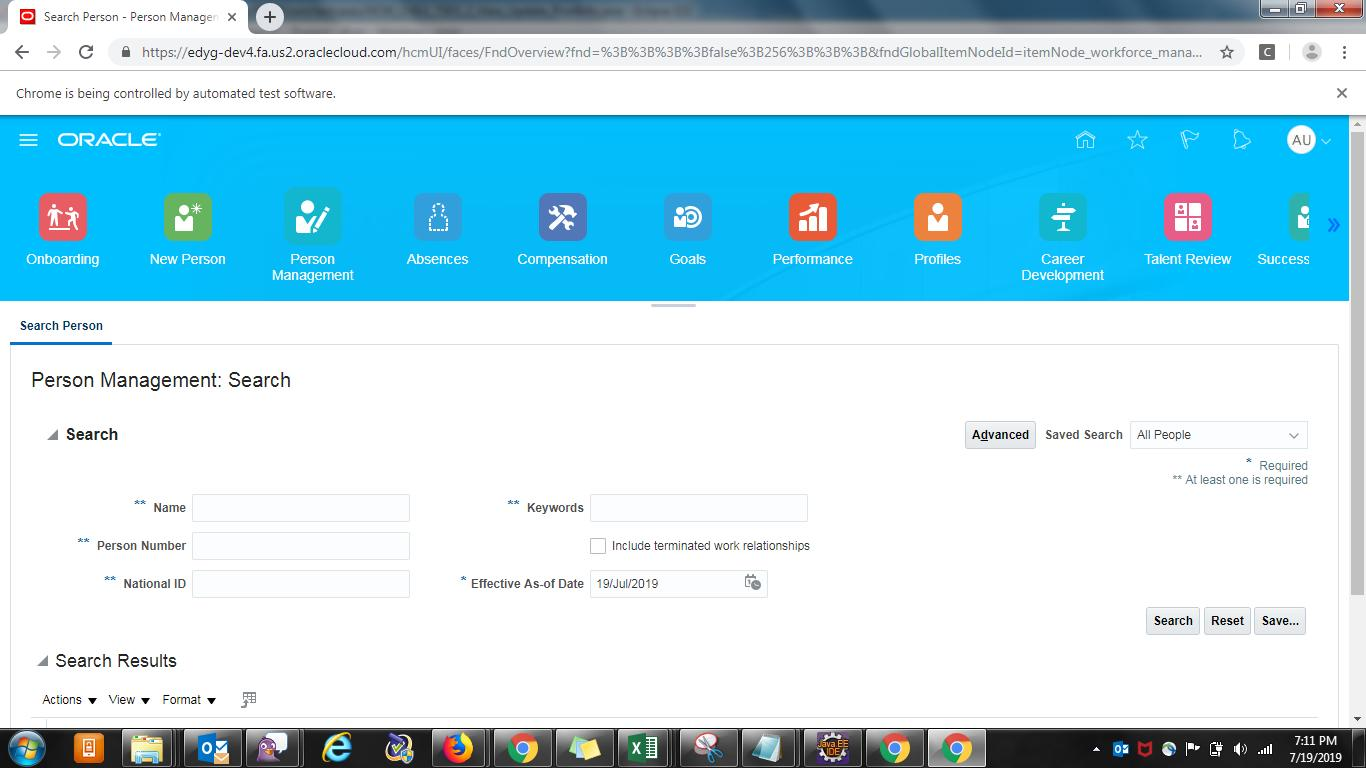 Search Person - Person Managen
https://edyg-dev4.fa.us2.oraclecloud.com/hcmUI/faces/FndOverview?fnd=%3B%3B%3B%3Bfalse%3B256%3B%3B%3B&fndGlobalItemNodeId=itemNode_workforce_mana...
C
Chrome is being controlled by automated test software.
ORACLE
AU
Onboarding
New Person
Person Management
Absences
Compensation
Goals
Performance
Profiles
Career Development
Talent Review
Success
Search Person
Person Management: Search
Search
Advanced
Saved Search
All People
* Required
** At least one is required
** Name
** Keywords
** Person Number
Include terminated work relationships
** National ID
* Effective As-of Date
19/Jul/2019
Search
Reset
Save...
Search Results
Actions
View
Format
Java EE
IDE
7:11 PM
7/19/2019